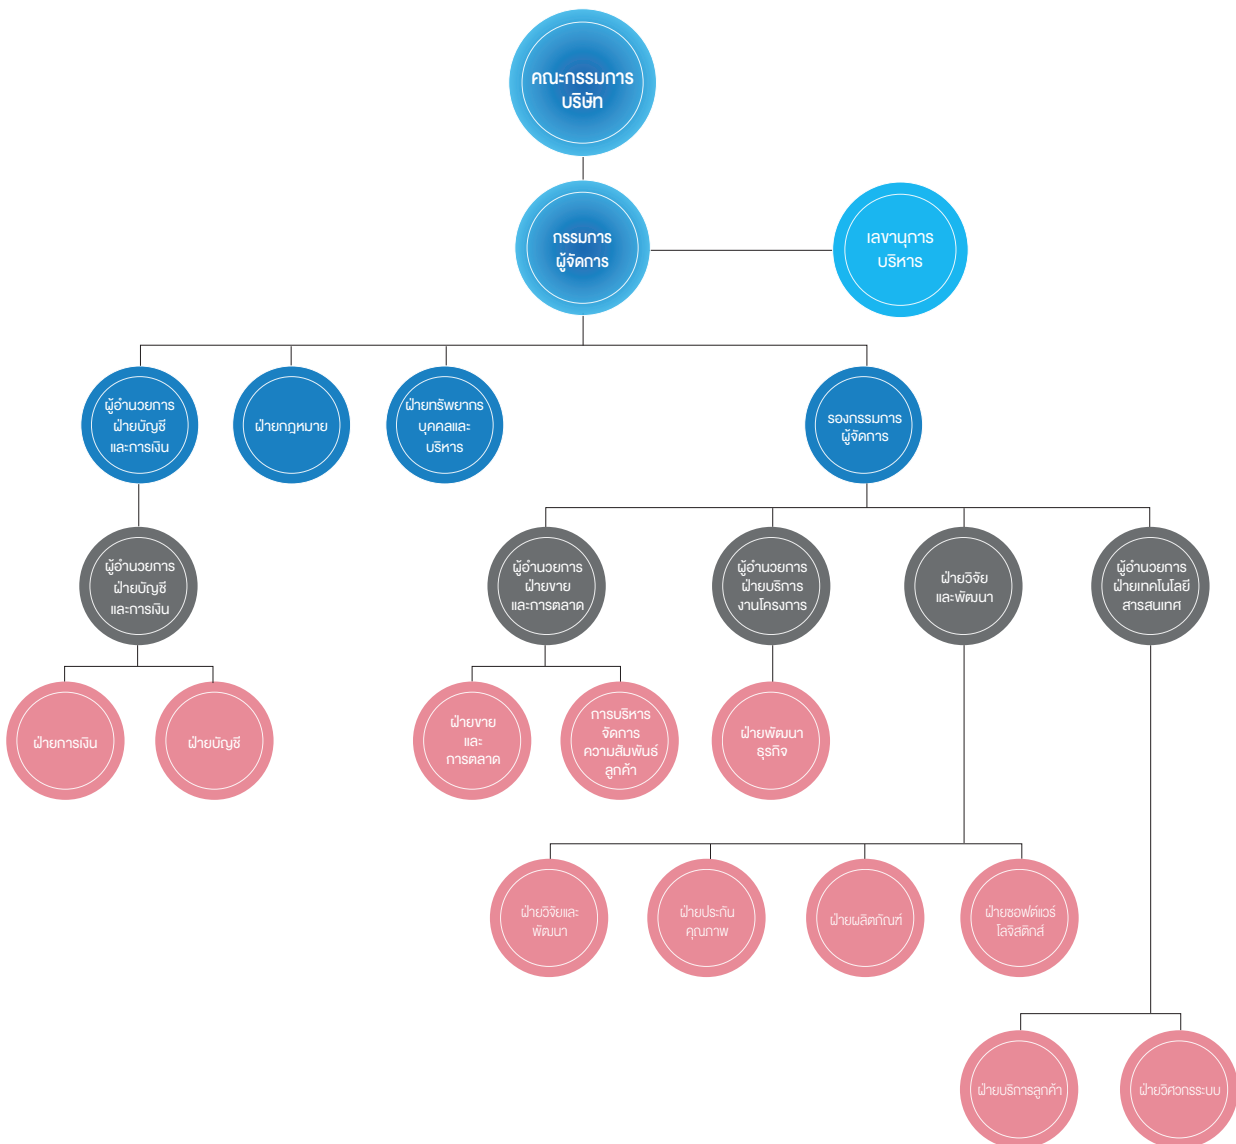 คณะกรรมการ
บริษัท
กรรมการ
ผู้จัดการ
เลขานุการ
บริหาร
ผู้อำนวยการ
ฝ่ายบัญชี
และการเงิน
ฝ่ายกฎหมาย
ฝ่ายทรัพยากร
บุคคลและ
บริหาร
รองกรรมการ
ผู้จัดการ
ผู้อำนวยการ
ฝ่ายบัญชี
และการเงิน
ผู้อำนวยการ
ฝ่ายขาย
และการตลาด
ผู้อำนวยการ
ฝ่ายบริการ
งานโครงการ
ฝ่ายวิจัย
และพัฒนา
ผู้อำนวยการ
ฝ่ายเทคโนโลยี
สารสนเทศ
ฝ่ายการเงิน
ฝ่ายบัญชี
ฝ่ายขาย
และ
การตลาด
การบริหาร
จัดการ
ความสัมพันธ์
ลูกค้า
ฝ่ายพัฒนา
ธุรกิจ
ฝ่ายวิจัยและ
พัฒนา
ฝ่ายประกัน
คุณภาพ
ฝ่ายผลิตภัณฑ์
ฝ่ายซอฟต์แวร์
โลจิสติกส์
ฝ่ายบริการลูกค้า
ฝ่ายวิศวกรระบบ